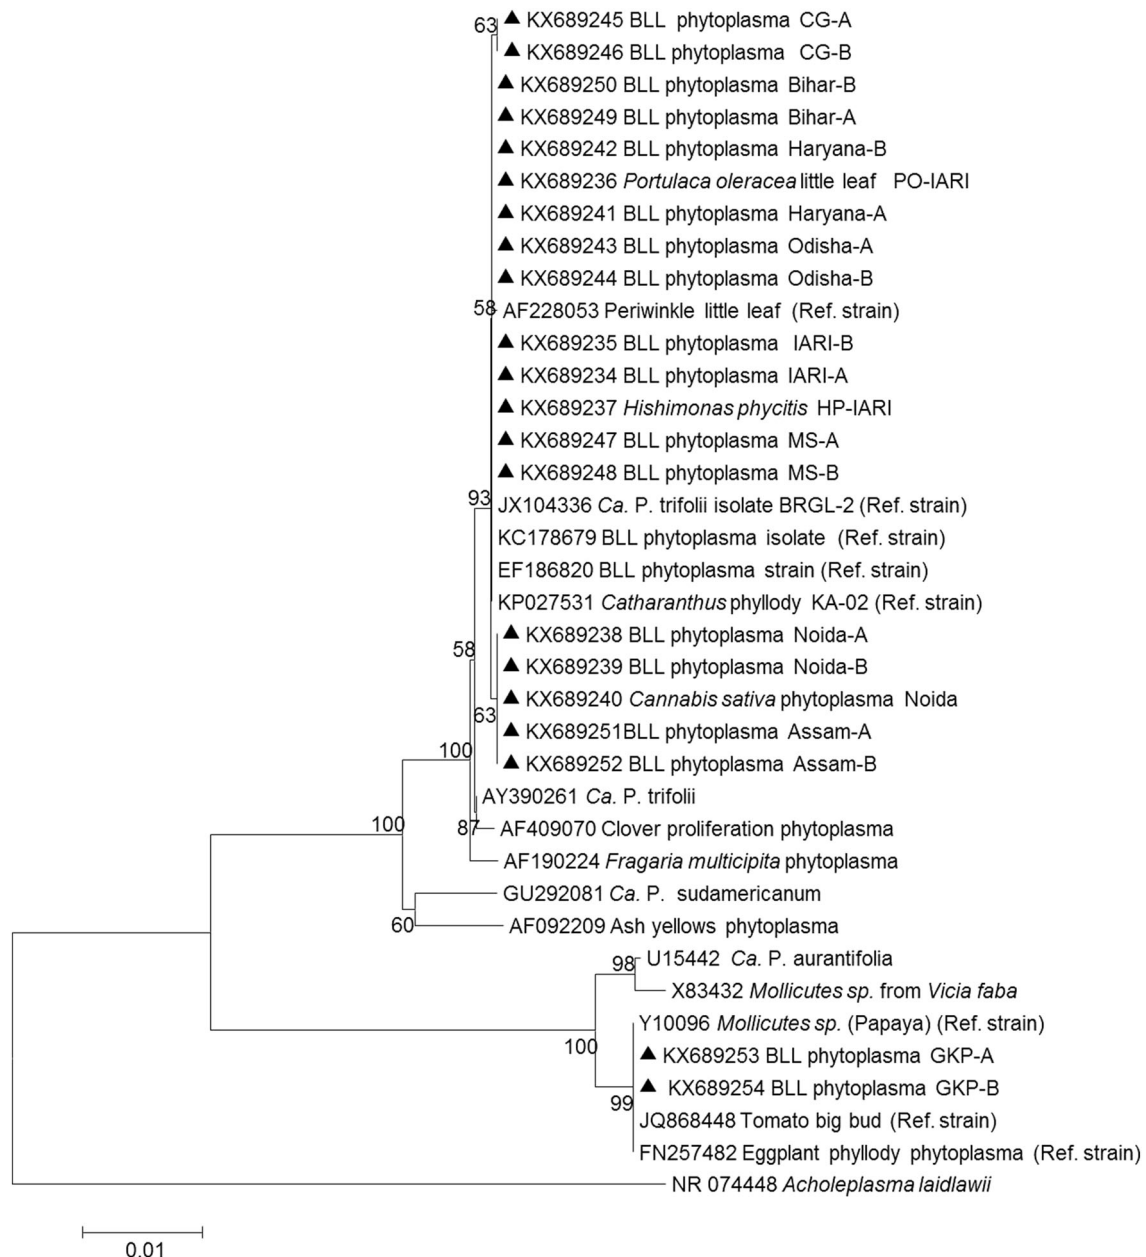 63
▲ KX689245 BLL phytoplasma CG-A
▲ KX689246 BLL phytoplasma CG-B
▲ KX689250 BLL phytoplasma Bihar-B
▲ KX689249 BLL phytoplasma Bihar-A
▲ KX689242 BLL phytoplasma Haryana-B
▲ KX689236 Portulaca oleracea little leaf PO-IARI
▲ KX689241 BLL phytoplasma Haryana-A
▲ KX689243 BLL phytoplasma Odisha-A
▲ KX689244 BLL phytoplasma Odisha-B
58
AF228053 Periwinkle little leaf (Ref. strain)
▲ KX689235 BLL phytoplasma IARI-B
▲ KX689234 BLL phytoplasma IARI-A
▲ KX689237 Hishimonas phycitis HP-IARI
▲ KX689247 BLL phytoplasma MS-A
▲ KX689248 BLL phytoplasma MS-B
93
JX104336 Ca. P. trifolii isolate BRGL-2 (Ref. strain)
KC178679 BLL phytoplasma isolate (Ref. strain)
EF186820 BLL phytoplasma strain (Ref. strain)
KP027531 Catharanthus phyllody KA-02 (Ref. strain)
▲ KX689238 BLL phytoplasma Noida-A
58
▲ KX689239 BLL phytoplasma Noida-B
▲ KX689240 Cannabis sativa phytoplasma Noida
63
▲ KX689251BLL phytoplasma Assam-A
100
▲ KX689252 BLL phytoplasma Assam-B
AY390261 Ca. P. trifolii
100
87
AF409070 Clover proliferation phytoplasma
AF190224 Fragaria multicipita phytoplasma
GU292081 Ca. P. sudamericanum
60
AF092209 Ash yellows phytoplasma
98
U15442 Ca. P. aurantifolia
X83432 Mollicutes sp. from Vicia faba
Y10096 Mollicutes sp. (Papaya) (Ref. strain)
100
▲ KX689253 BLL phytoplasma GKP-A
▲ KX689254 BLL phytoplasma GKP-B
99
JQ868448 Tomato big bud (Ref. strain)
FN257482 Eggplant phyllody phytoplasma (Ref. strain)
NR 074448 Acholeplasma laidlawii
0.01